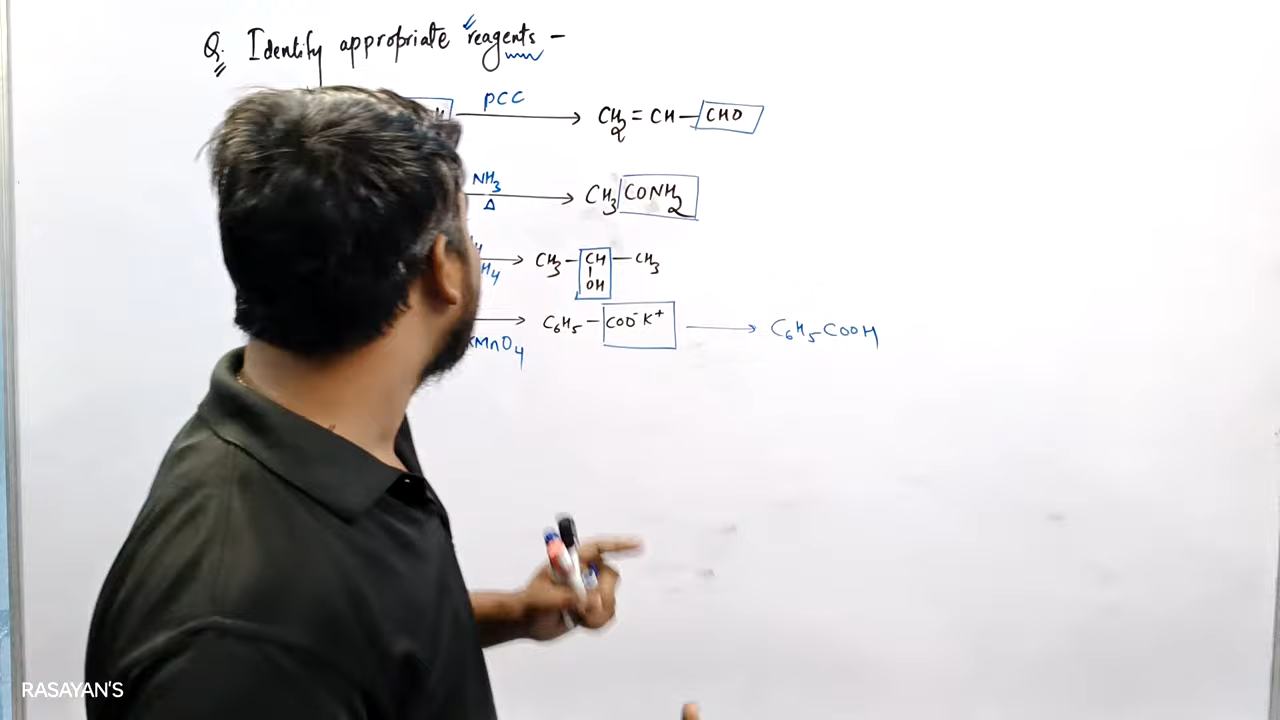 Q. Identify appropriate reagents -
PCC
CH2 = CH — CHO
NH3
Δ
CH3 CONH2
H4
CH3 — CH — CH3
OH
C6H5 — COO- K+
C6H5COOH
KMnO4
RASAYAN'S